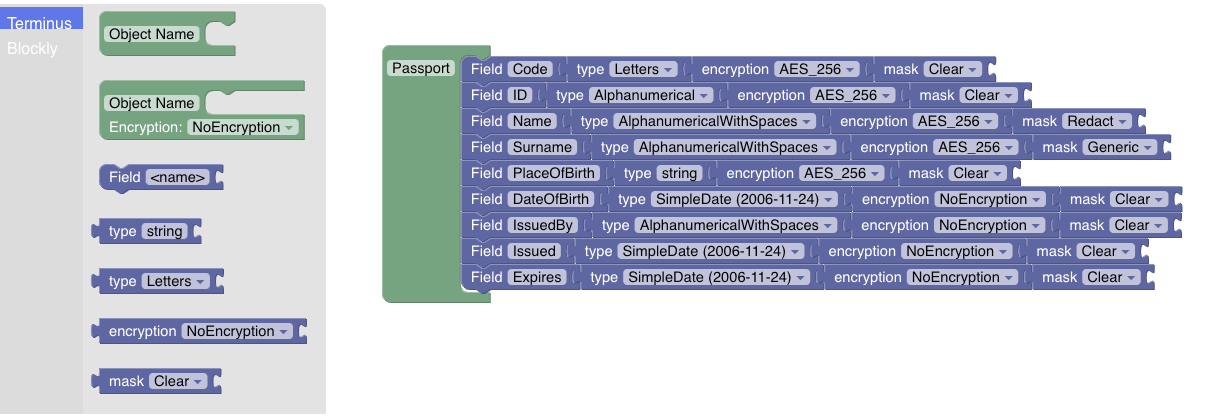 Terminus
Blockly
Object Name
Object Name
Encryption: NoEncryption
Field <name>
type string
type Letters
encryption NoEncryption
mask Clear
Passport
Field Code type Letters encryption AES_256 mask Clear
Field ID type Alphanumerical encryption AES_256 mask Clear
Field Name type AlphanumericalWithSpaces encryption AES_256 mask Redact
Field Surname type AlphanumericalWithSpaces encryption AES_256 mask Generic
Field PlaceOfBirth type string encryption AES_256 mask Clear
Field DateOfBirth type SimpleDate (2006-11-24) encryption NoEncryption mask Clear
Field IssuedBy type AlphanumericalWithSpaces encryption NoEncryption mask Clear
Field Issued type SimpleDate (2006-11-24) encryption NoEncryption mask Clear
Field Expires type SimpleDate (2006-11-24) encryption NoEncryption mask Clear